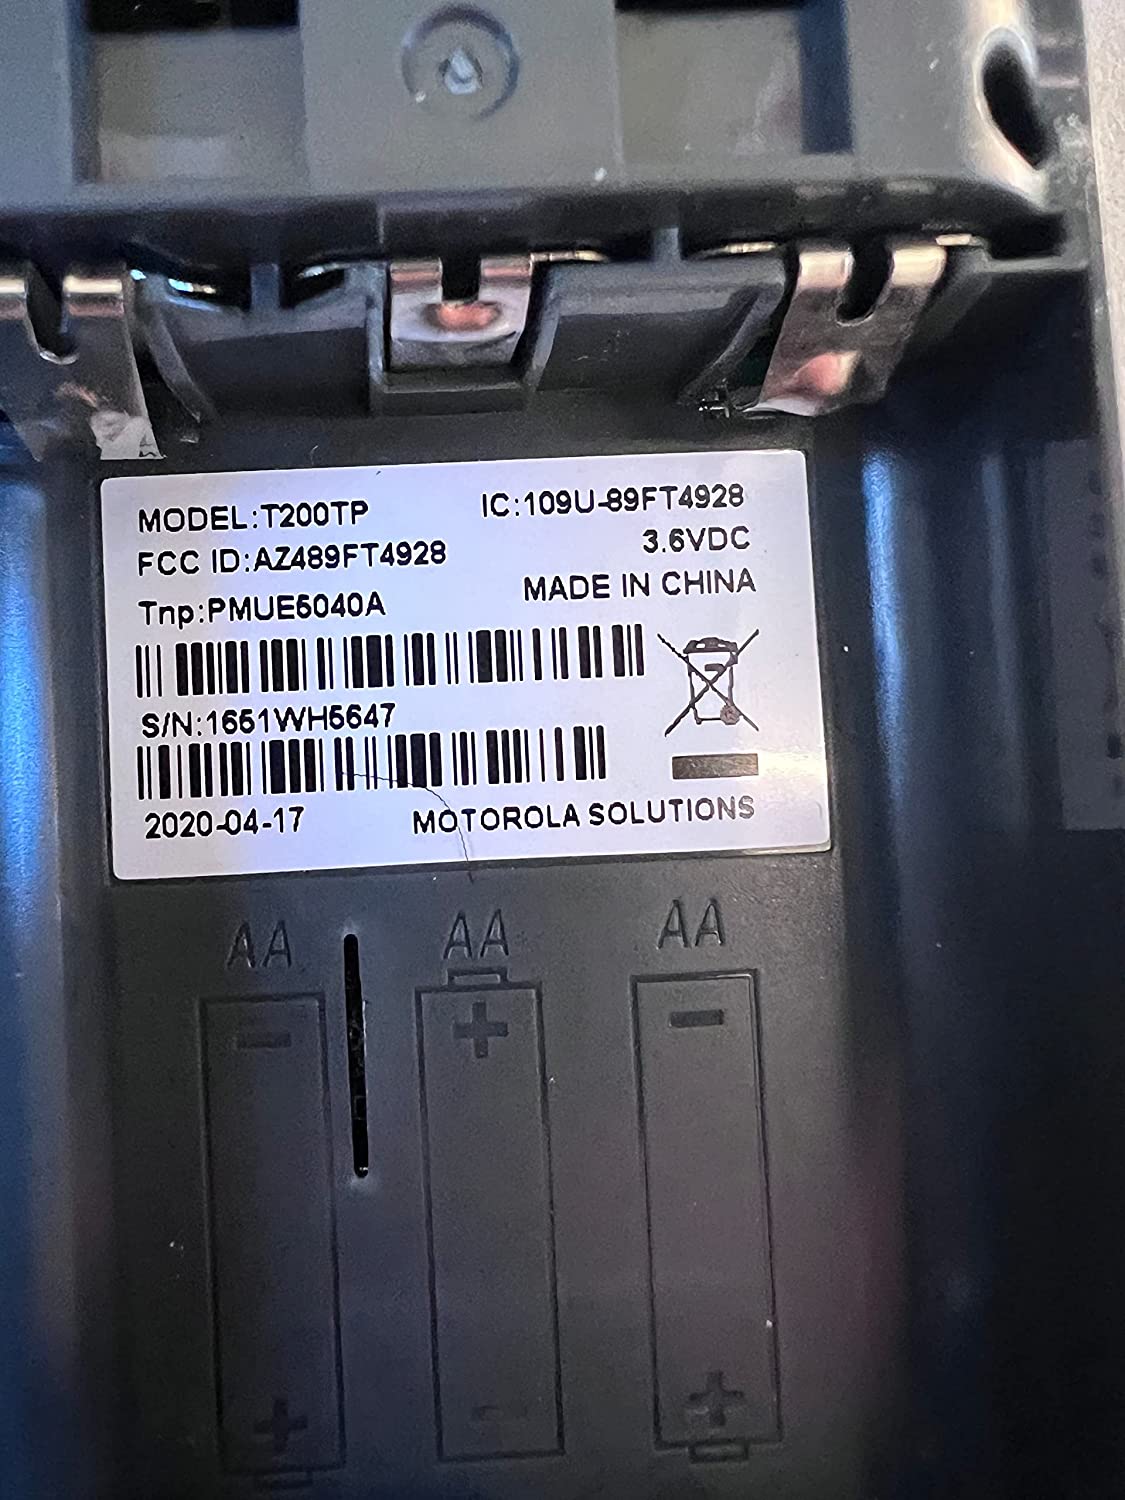 MODEL:T200TP IC:109U-89FT4928
FCC ID:AZ489FT4928 3.6VDC
Tnp:PMUE5040A MADE IN CHINA
S/N:1651WH5647
2020-04-17 MOTOROLA SOLUTIONS
AA AA AA
- + -
+ - +